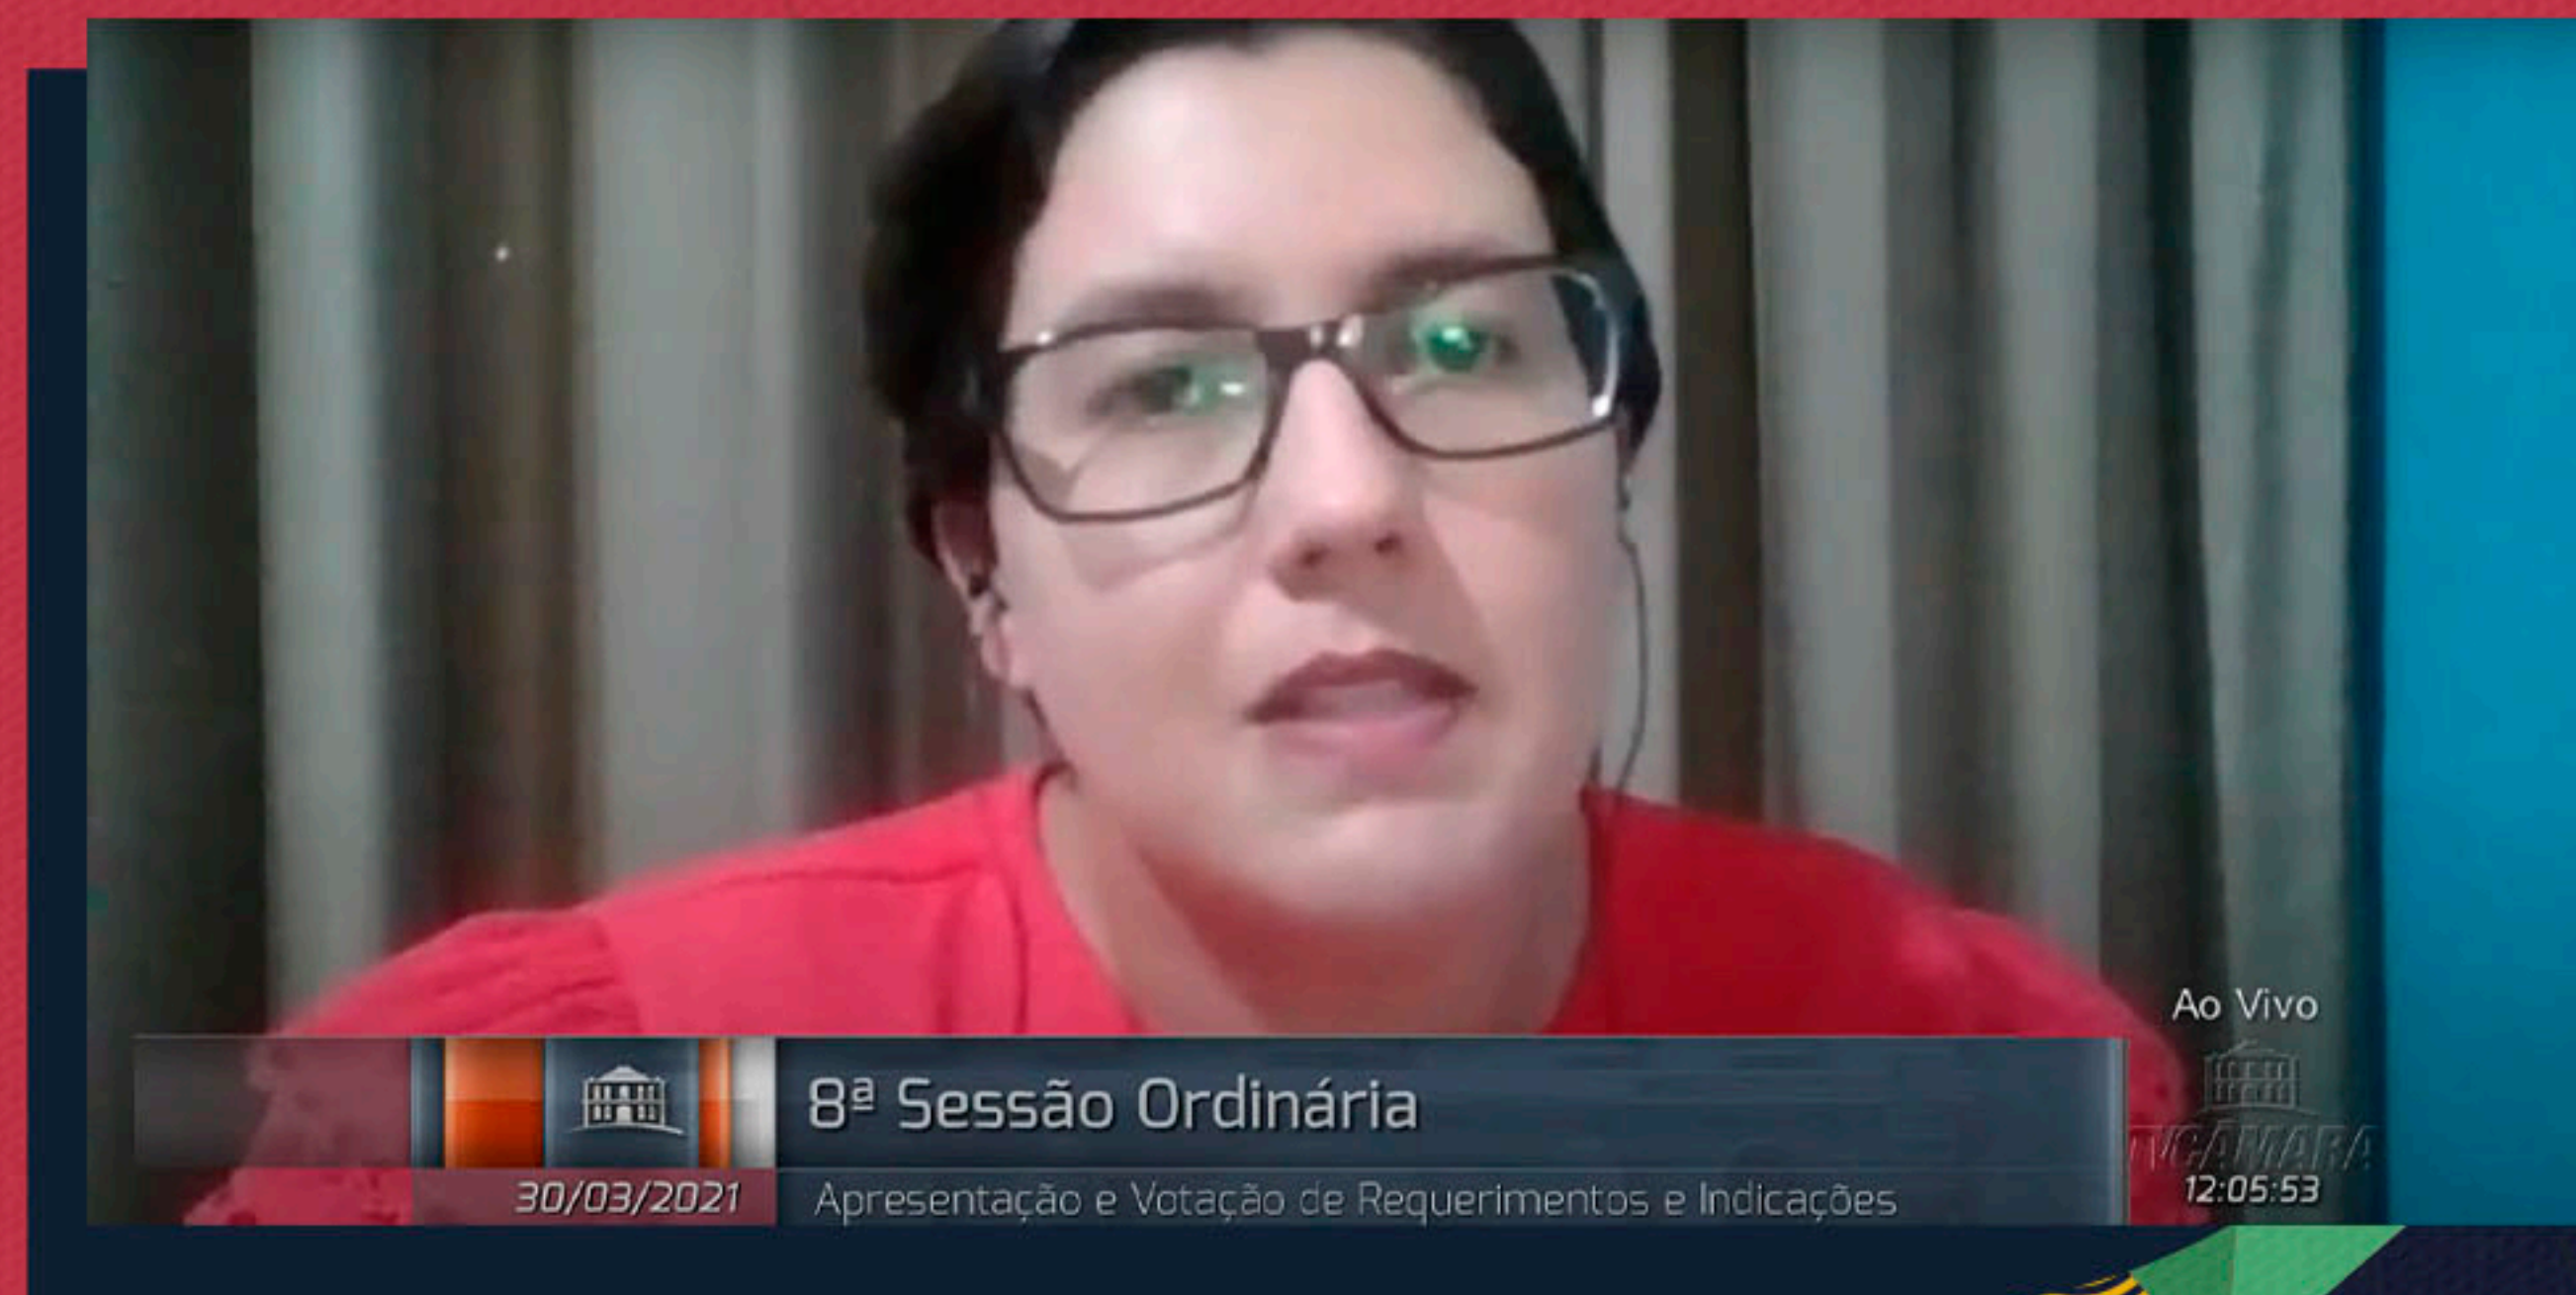 Ao Vivo
8ª Sessão Ordinária
TVCÂMARA
30/03/2021
Apresentação e Votação de Requerimentos e Indicações
12:05:53